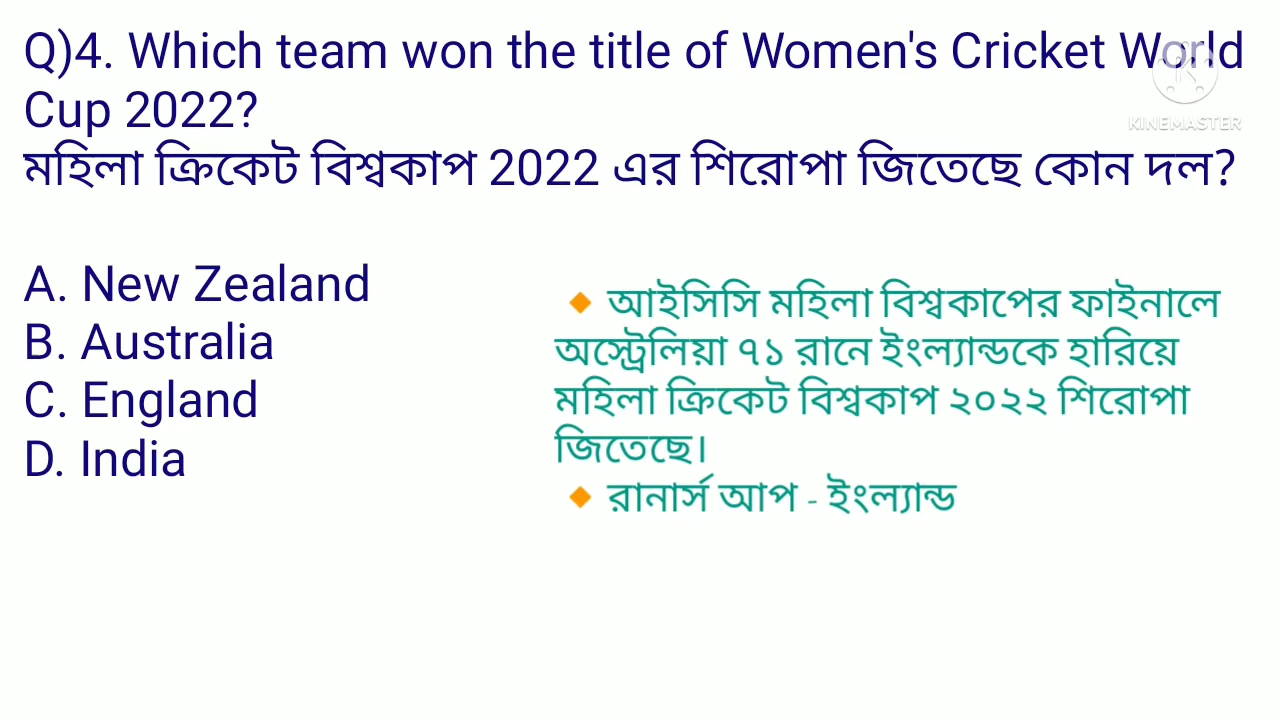 Q)4. Which team won the title of Women's Cricket World
Cup 2022?
মহিলা ক্রিকেট বিশ্বকাপ 2022 এর শিরোপা জিতেছে কোন দল?
A. New Zealand
B. Australia
C. England
D. India
🔸 আইসিসি মহিলা বিশ্বকাপের ফাইনালে
অস্ট্রেলিয়া ৭১ রানে ইংল্যান্ডকে হারিয়ে
মহিলা ক্রিকেট বিশ্বকাপ ২০২২ শিরোপা
জিতেছে।
🔸 রানার্স আপ - ইংল্যান্ড
KINEMASTER